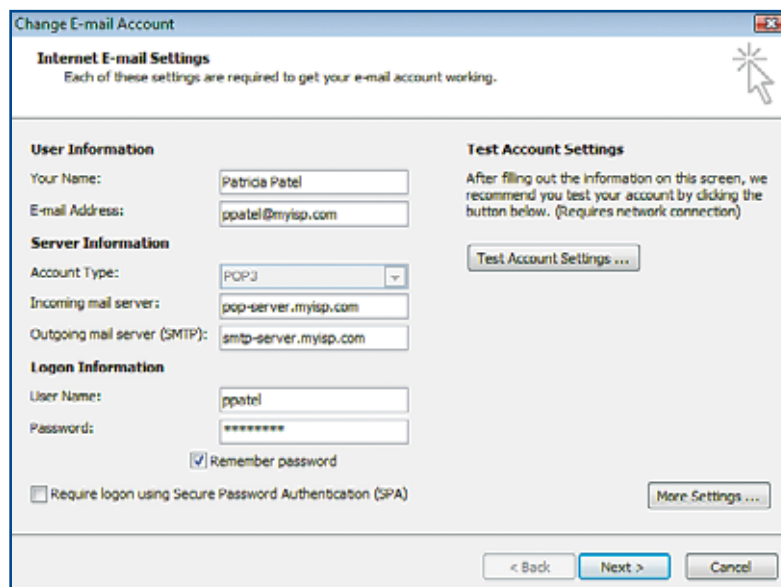 Change E-mail Account
Internet E-mail Settings
Each of these settings are required to get your e-mail account working.
User Information
Your Name: Patricia Patel
E-mail Address: ppatel@myisp.com
Server Information
Account Type: POP3
Incoming mail server: pop-server.myisp.com
Outgoing mail server (SMTP): smtp-server.myisp.com
Logon Information
User Name: ppatel
Password: ********
Remember password
Require logon using Secure Password Authentication (SPA)
Test Account Settings
After filling out the information on this screen, we
recommend you test your account by clicking the
button below. (Requires network connection)
Test Account Settings ...
More Settings ...
< Back Next > Cancel